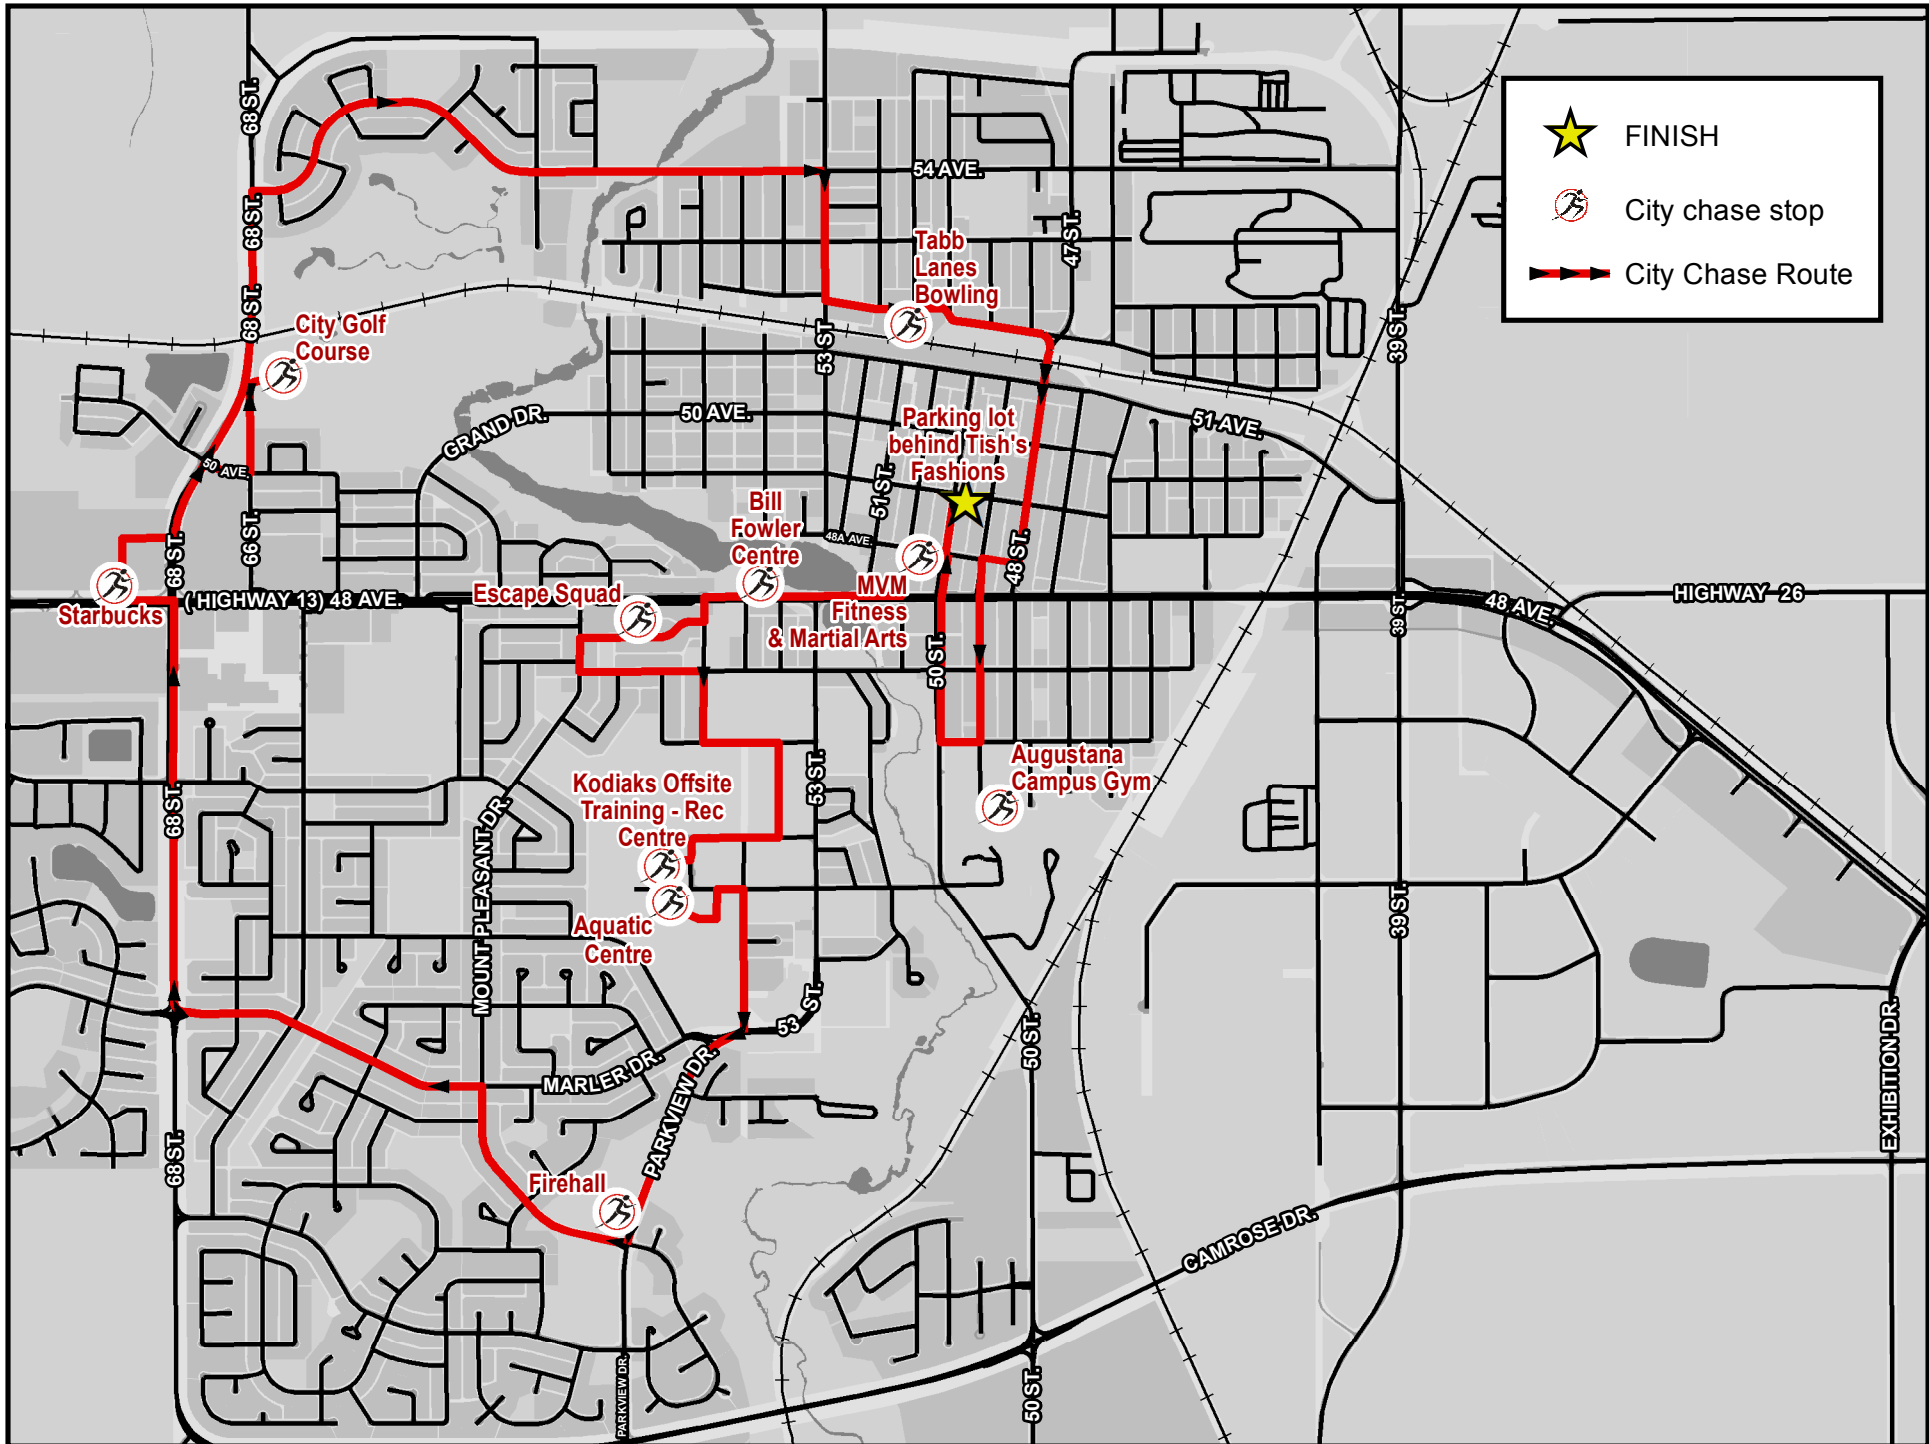 68 ST.
54 AVE.
FINISH
City chase stop
City Chase Route
68 ST.
47 ST.
Tabb
Lanes
Bowling
68 ST.
City Golf
Course
53 ST
39 ST.
GRAND DR.
50 AVE.
51 AVE.
Parking lot
behind Tish's
Fashions
50 AVE.
51 ST.
66 ST.
68 ST.
Bill
Fowler
Centre
48A AVE.
48 ST.
Starbucks
( HIGHWAY 13) 48 AVE.
Escape Squad
MVM
Fitness
& Martial Arts
39 ST.
48 AVE.
HIGHWAY 26
50 ST.
68 ST.
MOUNT PLEASANT DR.
Kodiaks Offsite
Training - Rec
Centre
53 ST.
Augustana
Campus Gym
Aquatic
Centre
39 ST.
53 ST.
50 ST.
MARLER DR.
PARKVIEW DR.
68 ST.
EXHIBITION DR.
Firehall
CAMROSE DR.
PARKVIEW DR.
50 ST.